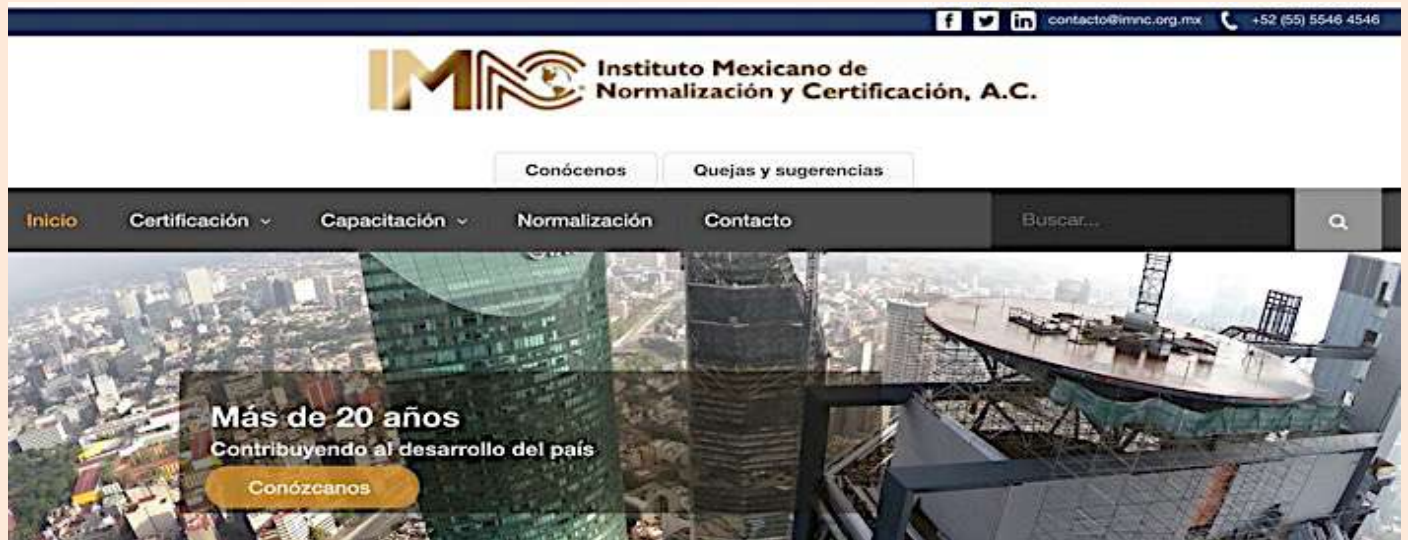 contacto@imnc.org.mx +52 (55) 5546 4546
IMNC
Instituto Mexicano de
Normalización y Certificación, A.C.
Conócenos Quejas y sugerencias
Inicio Certificación Capacitación Normalización Contacto Buscar...
Más de 20 años
Contribuyendo al desarrollo del país
Conózcanos